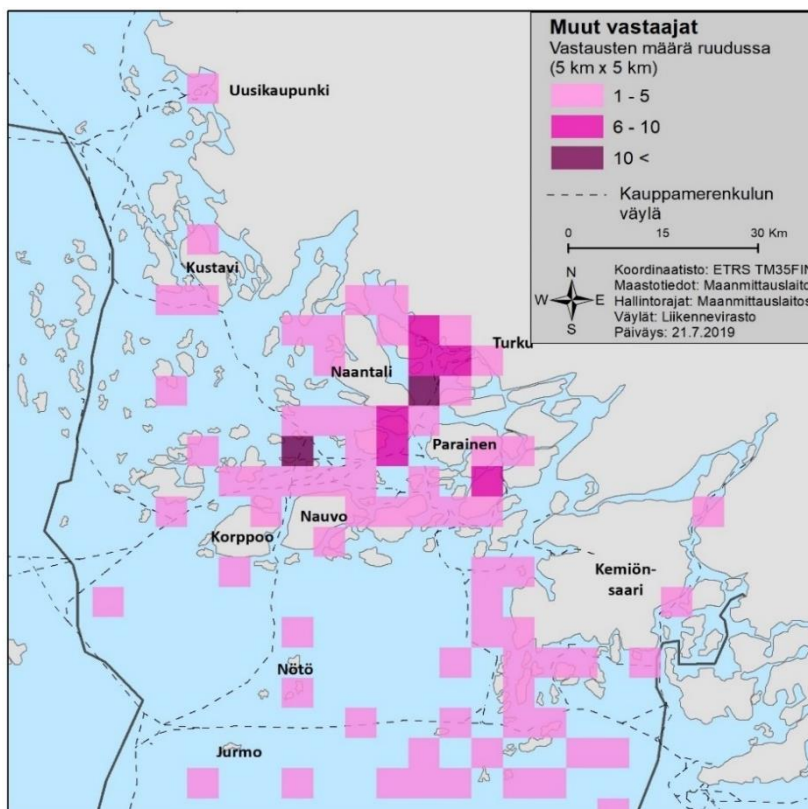 Muut vastaajat
Vastausten määrä ruudussa
(5 km x 5 km)
1 - 5
6 - 10
10 <
Kauppamerenkulun
väylä
0 15 30 Km
N
W E
S
Koordinaatisto: ETRS TM35FIN
Maastotiedot: Maanmittauslaito
Hallintorajat: Maanmittauslaitos
Väylät: Liikennevirasto
Päiväys: 21.7.2019
Uusikaupunki
Kustavi
Turku
Naantali
Parainen
Nauvo
Korppoo
Kemiön-
saari
Nötö
Jurmo